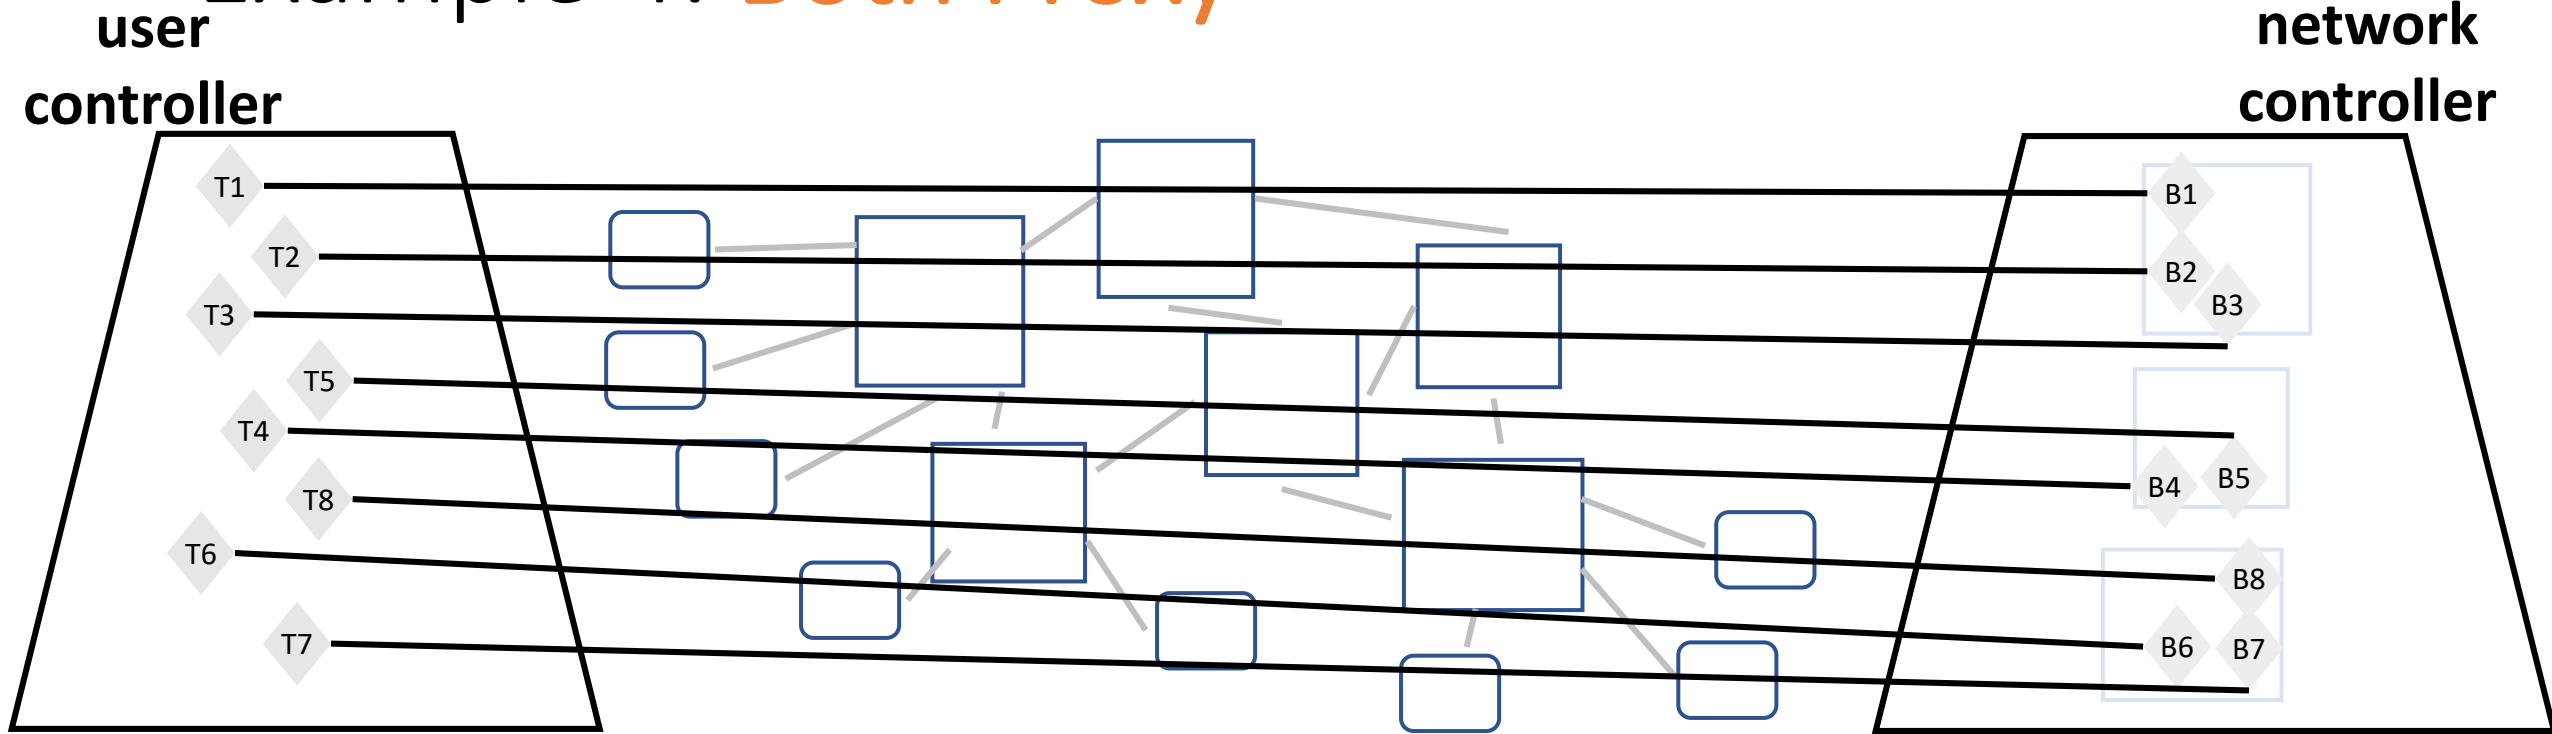 user
controller
network
controller
T1
T2
T3
T5
T4
T8
T6
T7
B1
B2
B3
B4
B5
B8
B6
B7